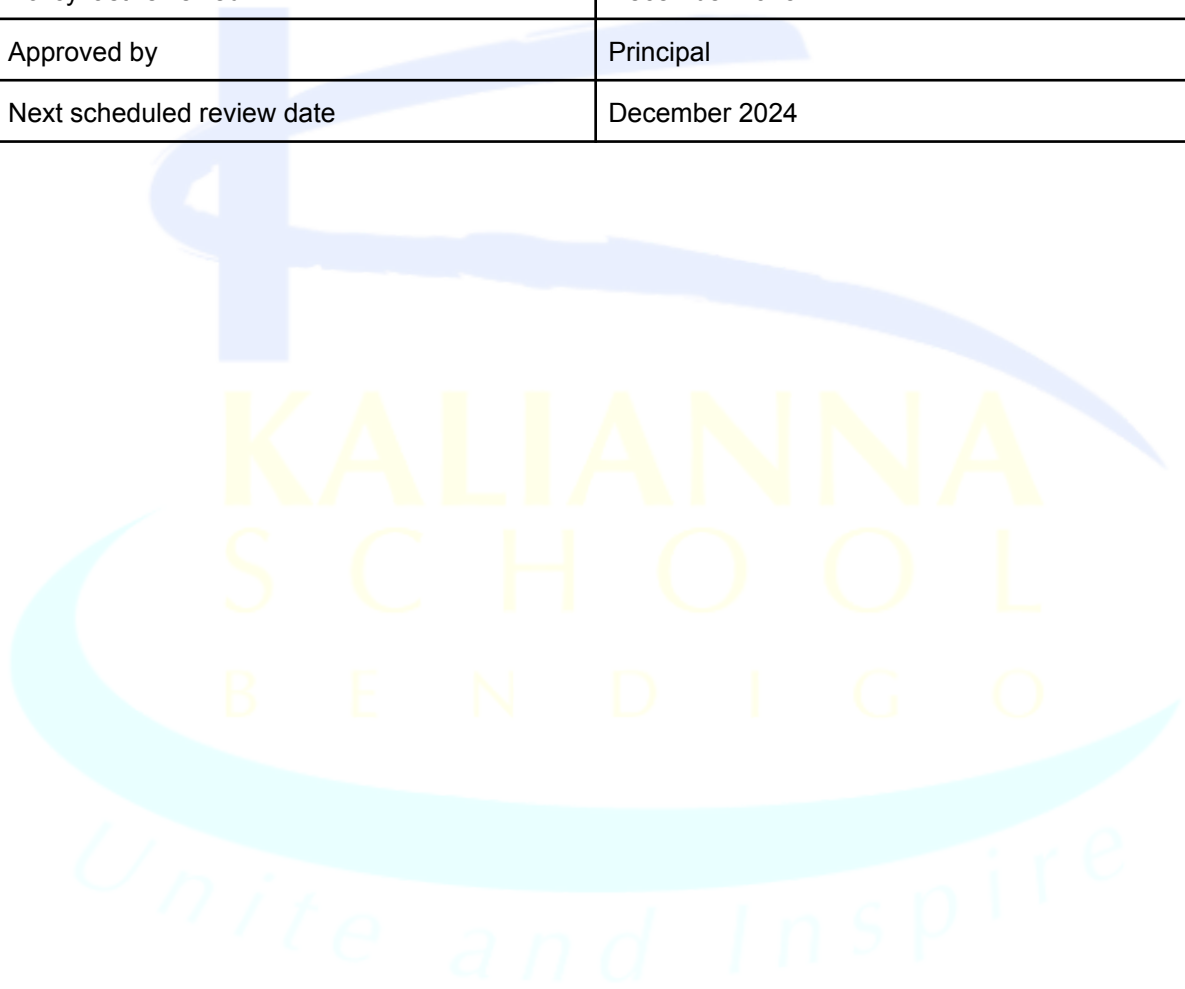 Approved by Principal
Next scheduled review date December 2024
KALIANNA
SCHOOL
BENDIGO
Unite and Inspire